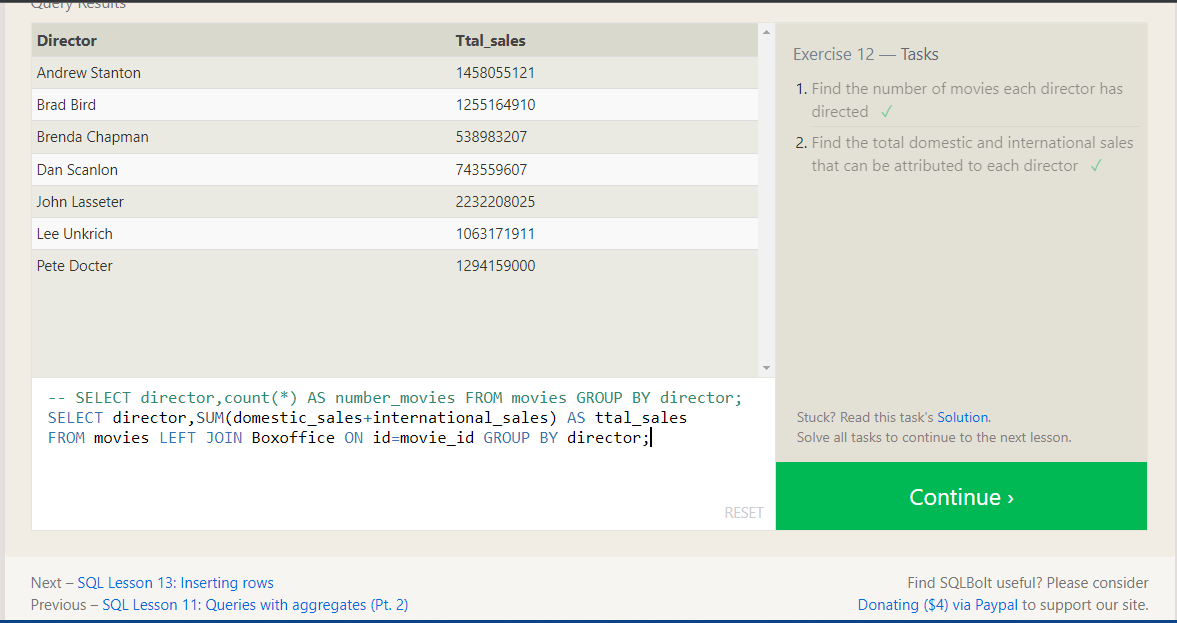 Query Results
Director Ttal_sales
Andrew Stanton 1458055121
Brad Bird 1255164910
Brenda Chapman 538983207
Dan Scanlon 743559607
John Lasseter 2232208025
Lee Unkrich 1063171911
Pete Docter 1294159000
-- SELECT director,count(*) AS number_movies FROM movies GROUP BY director;
SELECT director,SUM(domestic_sales+international_sales) AS ttal_sales
FROM movies LEFT JOIN Boxoffice ON id=movie_id GROUP BY director;
RESET
Exercise 12 — Tasks
1. Find the number of movies each director has
directed ✓
2. Find the total domestic and international sales
that can be attributed to each director ✓
Stuck? Read this task's Solution.
Solve all tasks to continue to the next lesson.
Continue ›
Next – SQL Lesson 13: Inserting rows
Previous – SQL Lesson 11: Queries with aggregates (Pt. 2)
Find SQLBolt useful? Please consider
Donating ($4) via Paypal to support our site.